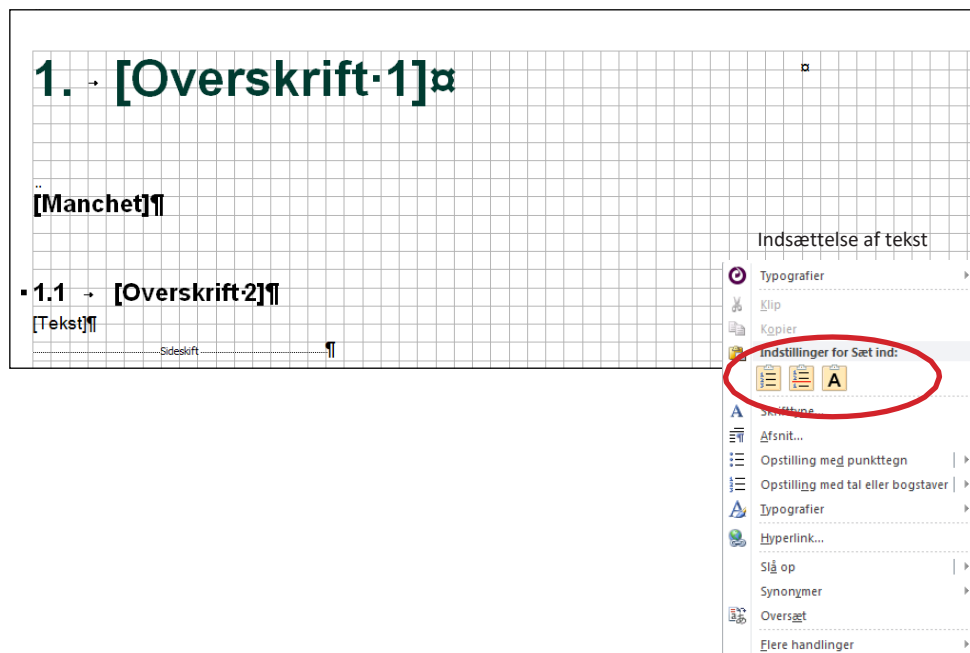 1. → [Overskrift·1]¤ ¤
[Manchet]¶
Indsættelse af tekst
1.1 → [Overskrift·2]¶
[Tekst]¶
Sideskift ¶
Typografier
Klip
Kopier
Indstillinger for Sæt ind:
A
Skrifttype...
Afsnit...
Opstilling med punkttegn
Opstilling med tal eller bogstaver
Typografier
Hyperlink...
Slå op
Synonymer
Oversæt
Flere handlinger